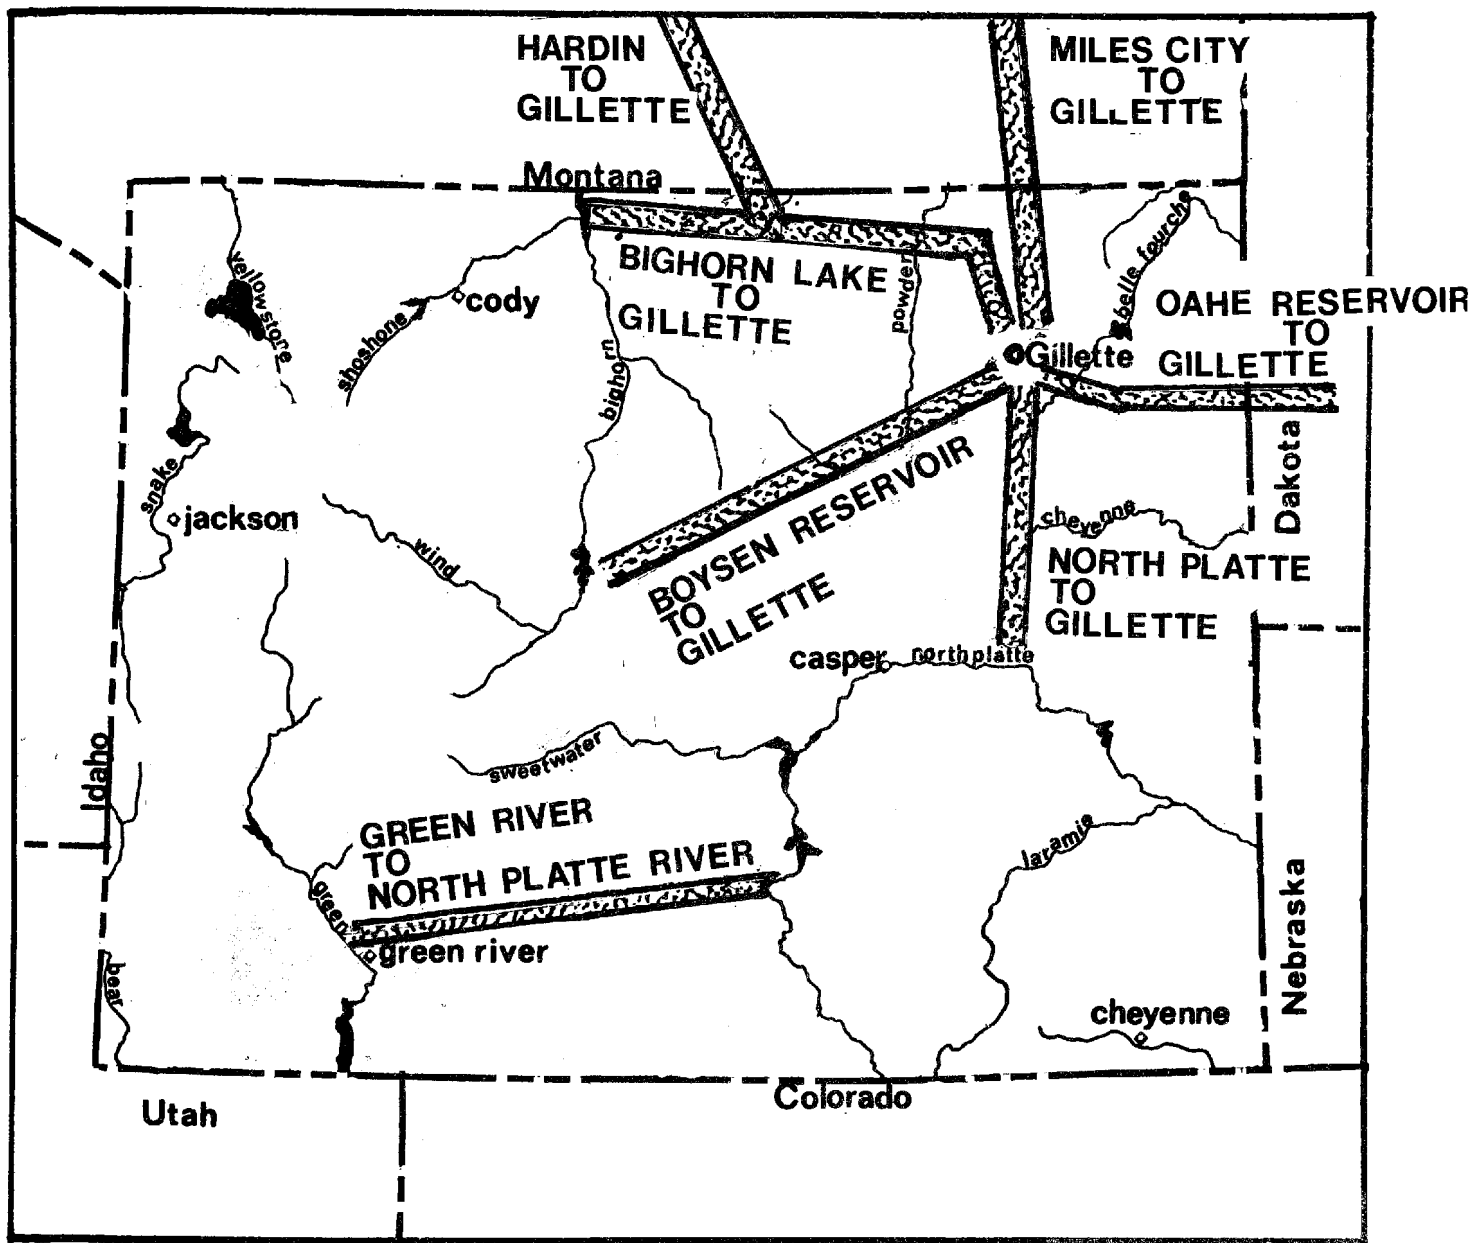 HARDIN
TO
GILLETTE
MILES CITY
TO
GILLETTE
Montana
yellowstone
cody
shoshone
BIGHORN LAKE
TO
GILLETTE
bighorn
powder
belle fourche
OAHE RESERVOIR
TO
GILLETTE
Gillette
snake
jackson
wind
BOYSEN RESERVOIR
TO
GILLETTE
Dakota
cheyenne
NORTH PLATTE
TO
GILLETTE
casper
north platte
Idaho
sweetwater
GREEN RIVER
TO
NORTH PLATTE RIVER
laramie
green
green river
bear
Nebraska
cheyenne
Utah
Colorado